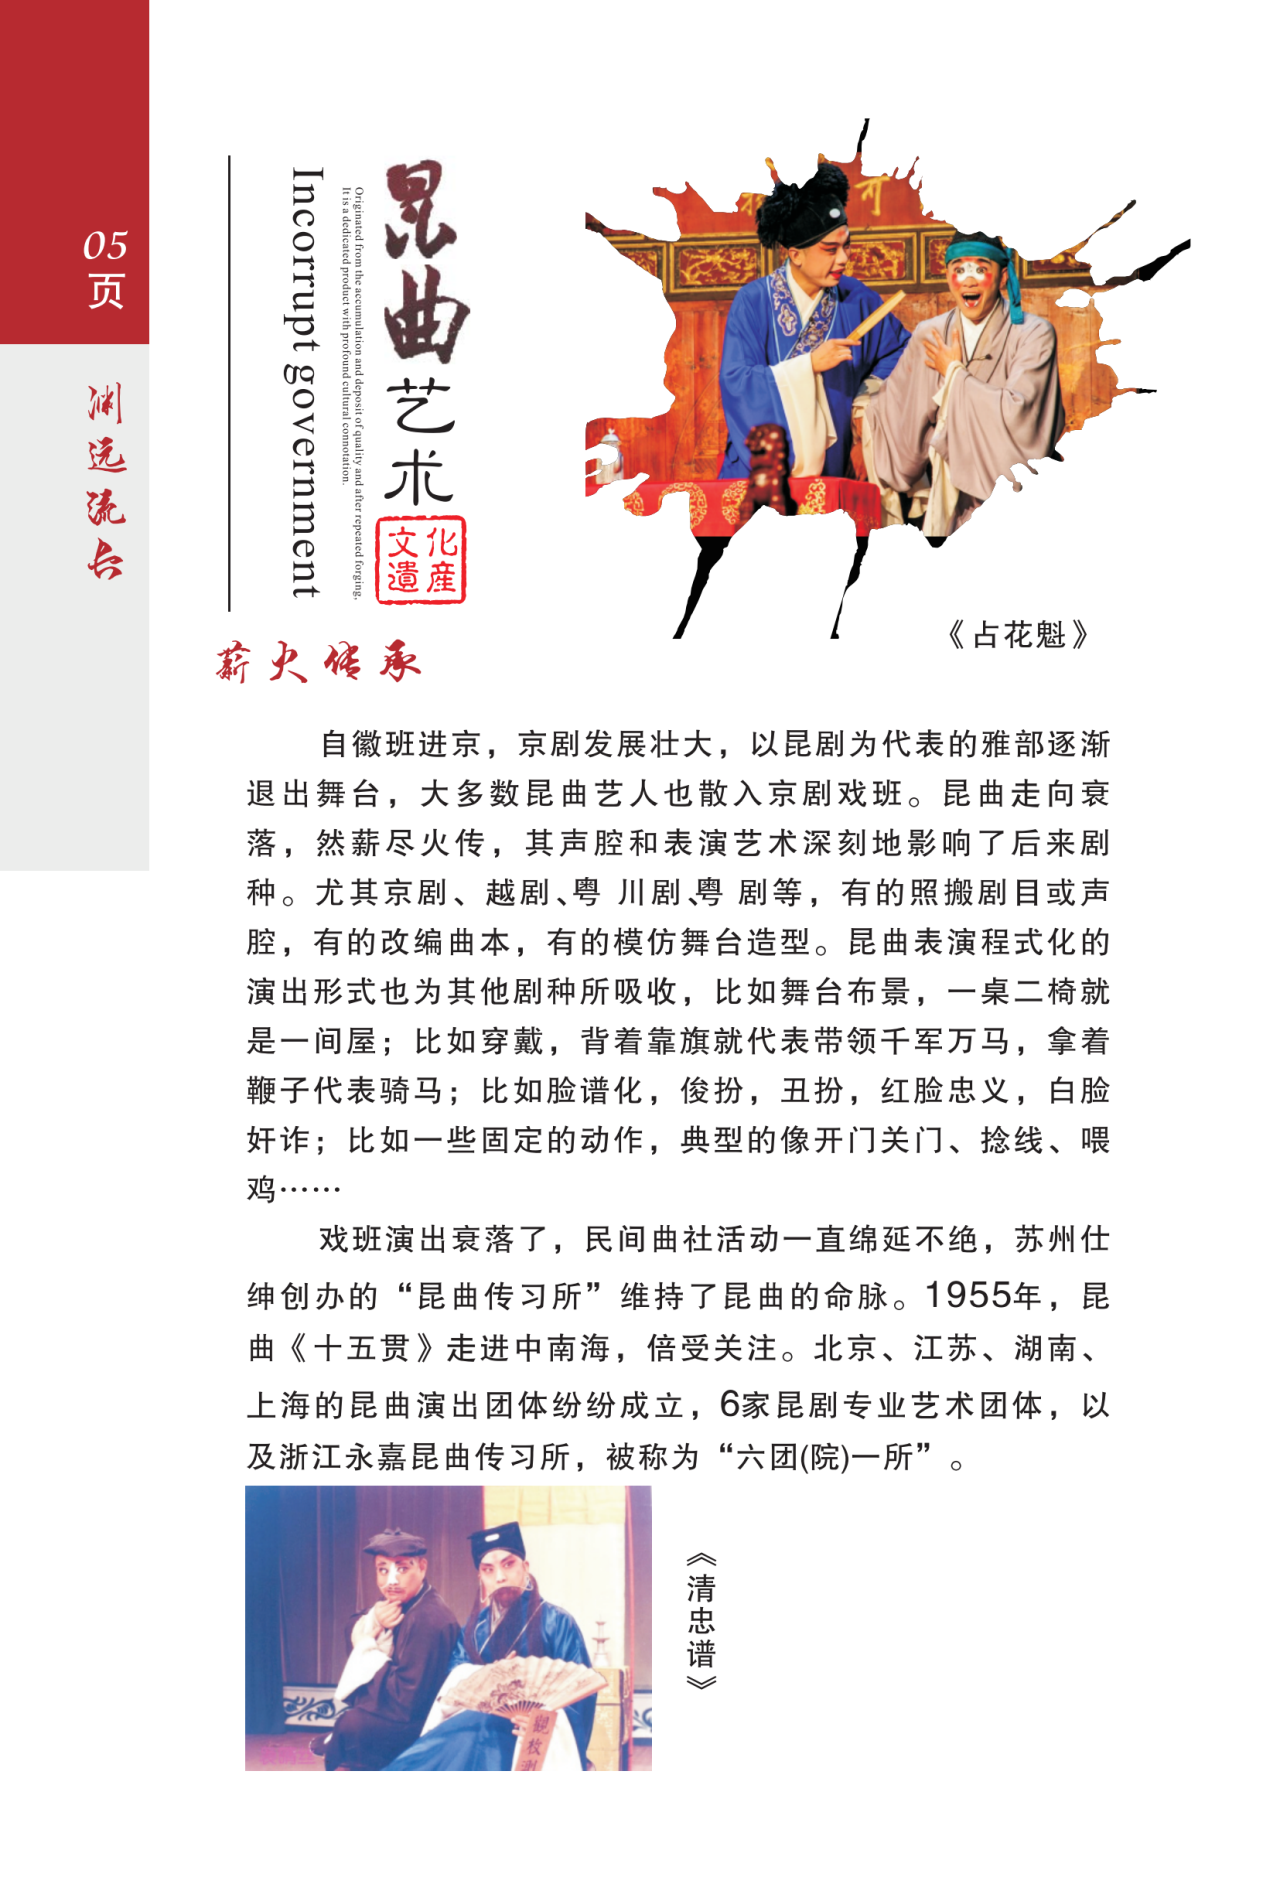 05
页
渊远流长
昆曲艺术
文化
遺産
Originated from the accumulation and deposit of quality and after repeated forging,
It is a dedicated product with profound cultural connotation.
Incorrupt government
薪火传承
《占花魁》
自徽班进京，京剧发展壮大，以昆剧为代表的雅部逐渐
退出舞台，大多数昆曲艺人也散入京剧戏班。昆曲走向衰
落，然薪尽火传，其声腔和表演艺术深刻地影响了后来剧
种。尤其京剧、越剧、粤 川剧、粤 剧等，有的照搬剧目或声
腔，有的改编曲本，有的模仿舞台造型。昆曲表演程式化的
演出形式也为其他剧种所吸收，比如舞台布景，一桌二椅就
是一间屋；比如穿戴，背着靠旗就代表带领千军万马，拿着
鞭子代表骑马；比如脸谱化，俊扮，丑扮，红脸忠义，白脸
奸诈；比如一些固定的动作，典型的像开门关门、捻线、喂
鸡……
戏班演出衰落了，民间曲社活动一直绵延不绝，苏州仕
绅创办的“昆曲传习所”维持了昆曲的命脉。1955年，昆
曲《十五贯》走进中南海，倍受关注。北京、江苏、湖南、
上海的昆曲演出团体纷纷成立，6家昆剧专业艺术团体，以
及浙江永嘉昆曲传习所，被称为“六团(院)一所”。
《清忠谱》